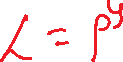 L = p^y